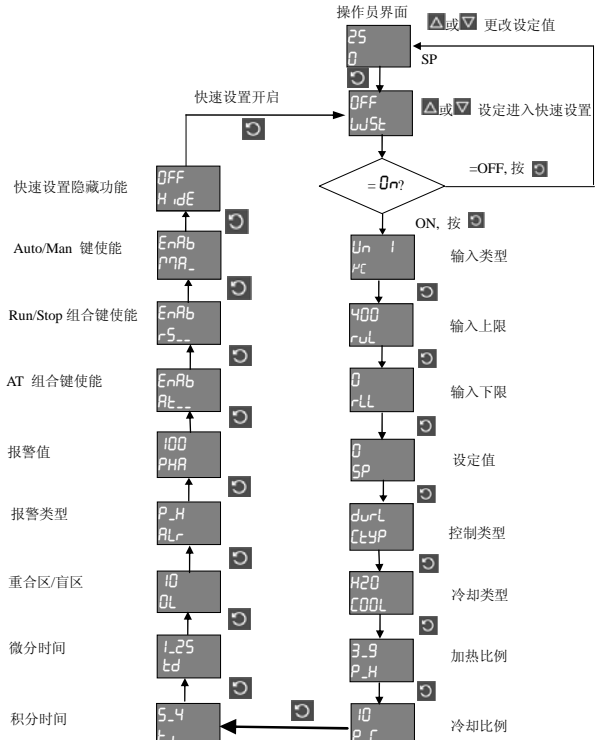 操作员界面
25
0
△或▽ 更改设定值
SP
快速设置开启
OFF
WSt
△或▽ 设定进入快速设置
= On?
=OFF, 按
ON, 按
Un 1
输入类型
400
ruL
输入上限
0
rLL
输入下限
0
SP
设定值
durL
CtYP
控制类型
H20
COOL
冷却类型
3_9
P_H
加热比例
10
P_C
冷却比例
5_4
积分时间
1_25
td
微分时间
10
OL
重合区/盲区
P_H
ALr
报警类型
100
PHA
报警值
EnAb
At__
AT 组合键使能
EnAb
rS__
Run/Stop 组合键使能
EnAb
Auto/Man 键使能
OFF
HidE
快速设置隐藏功能